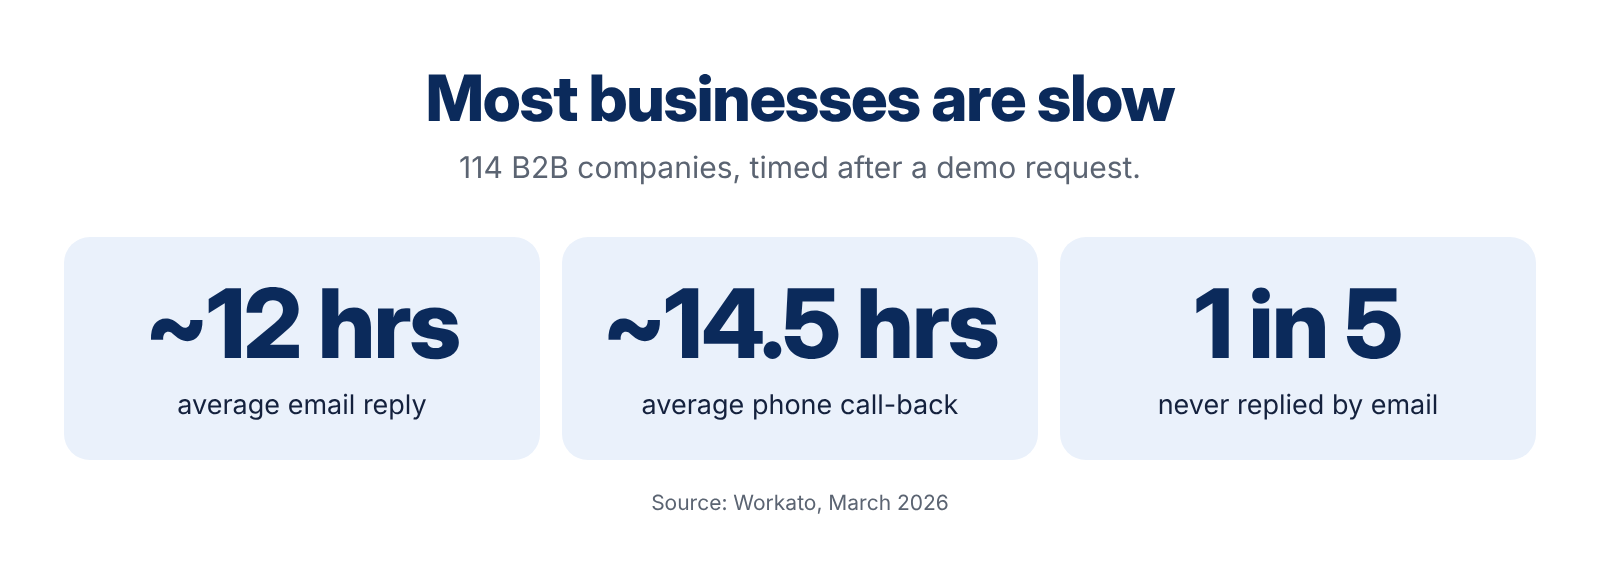 Most businesses are slow
114 B2B companies, timed after a demo request.
~12 hrs
average email reply
~14.5 hrs
average phone call-back
1 in 5
never replied by email
Source: Workato, March 2026